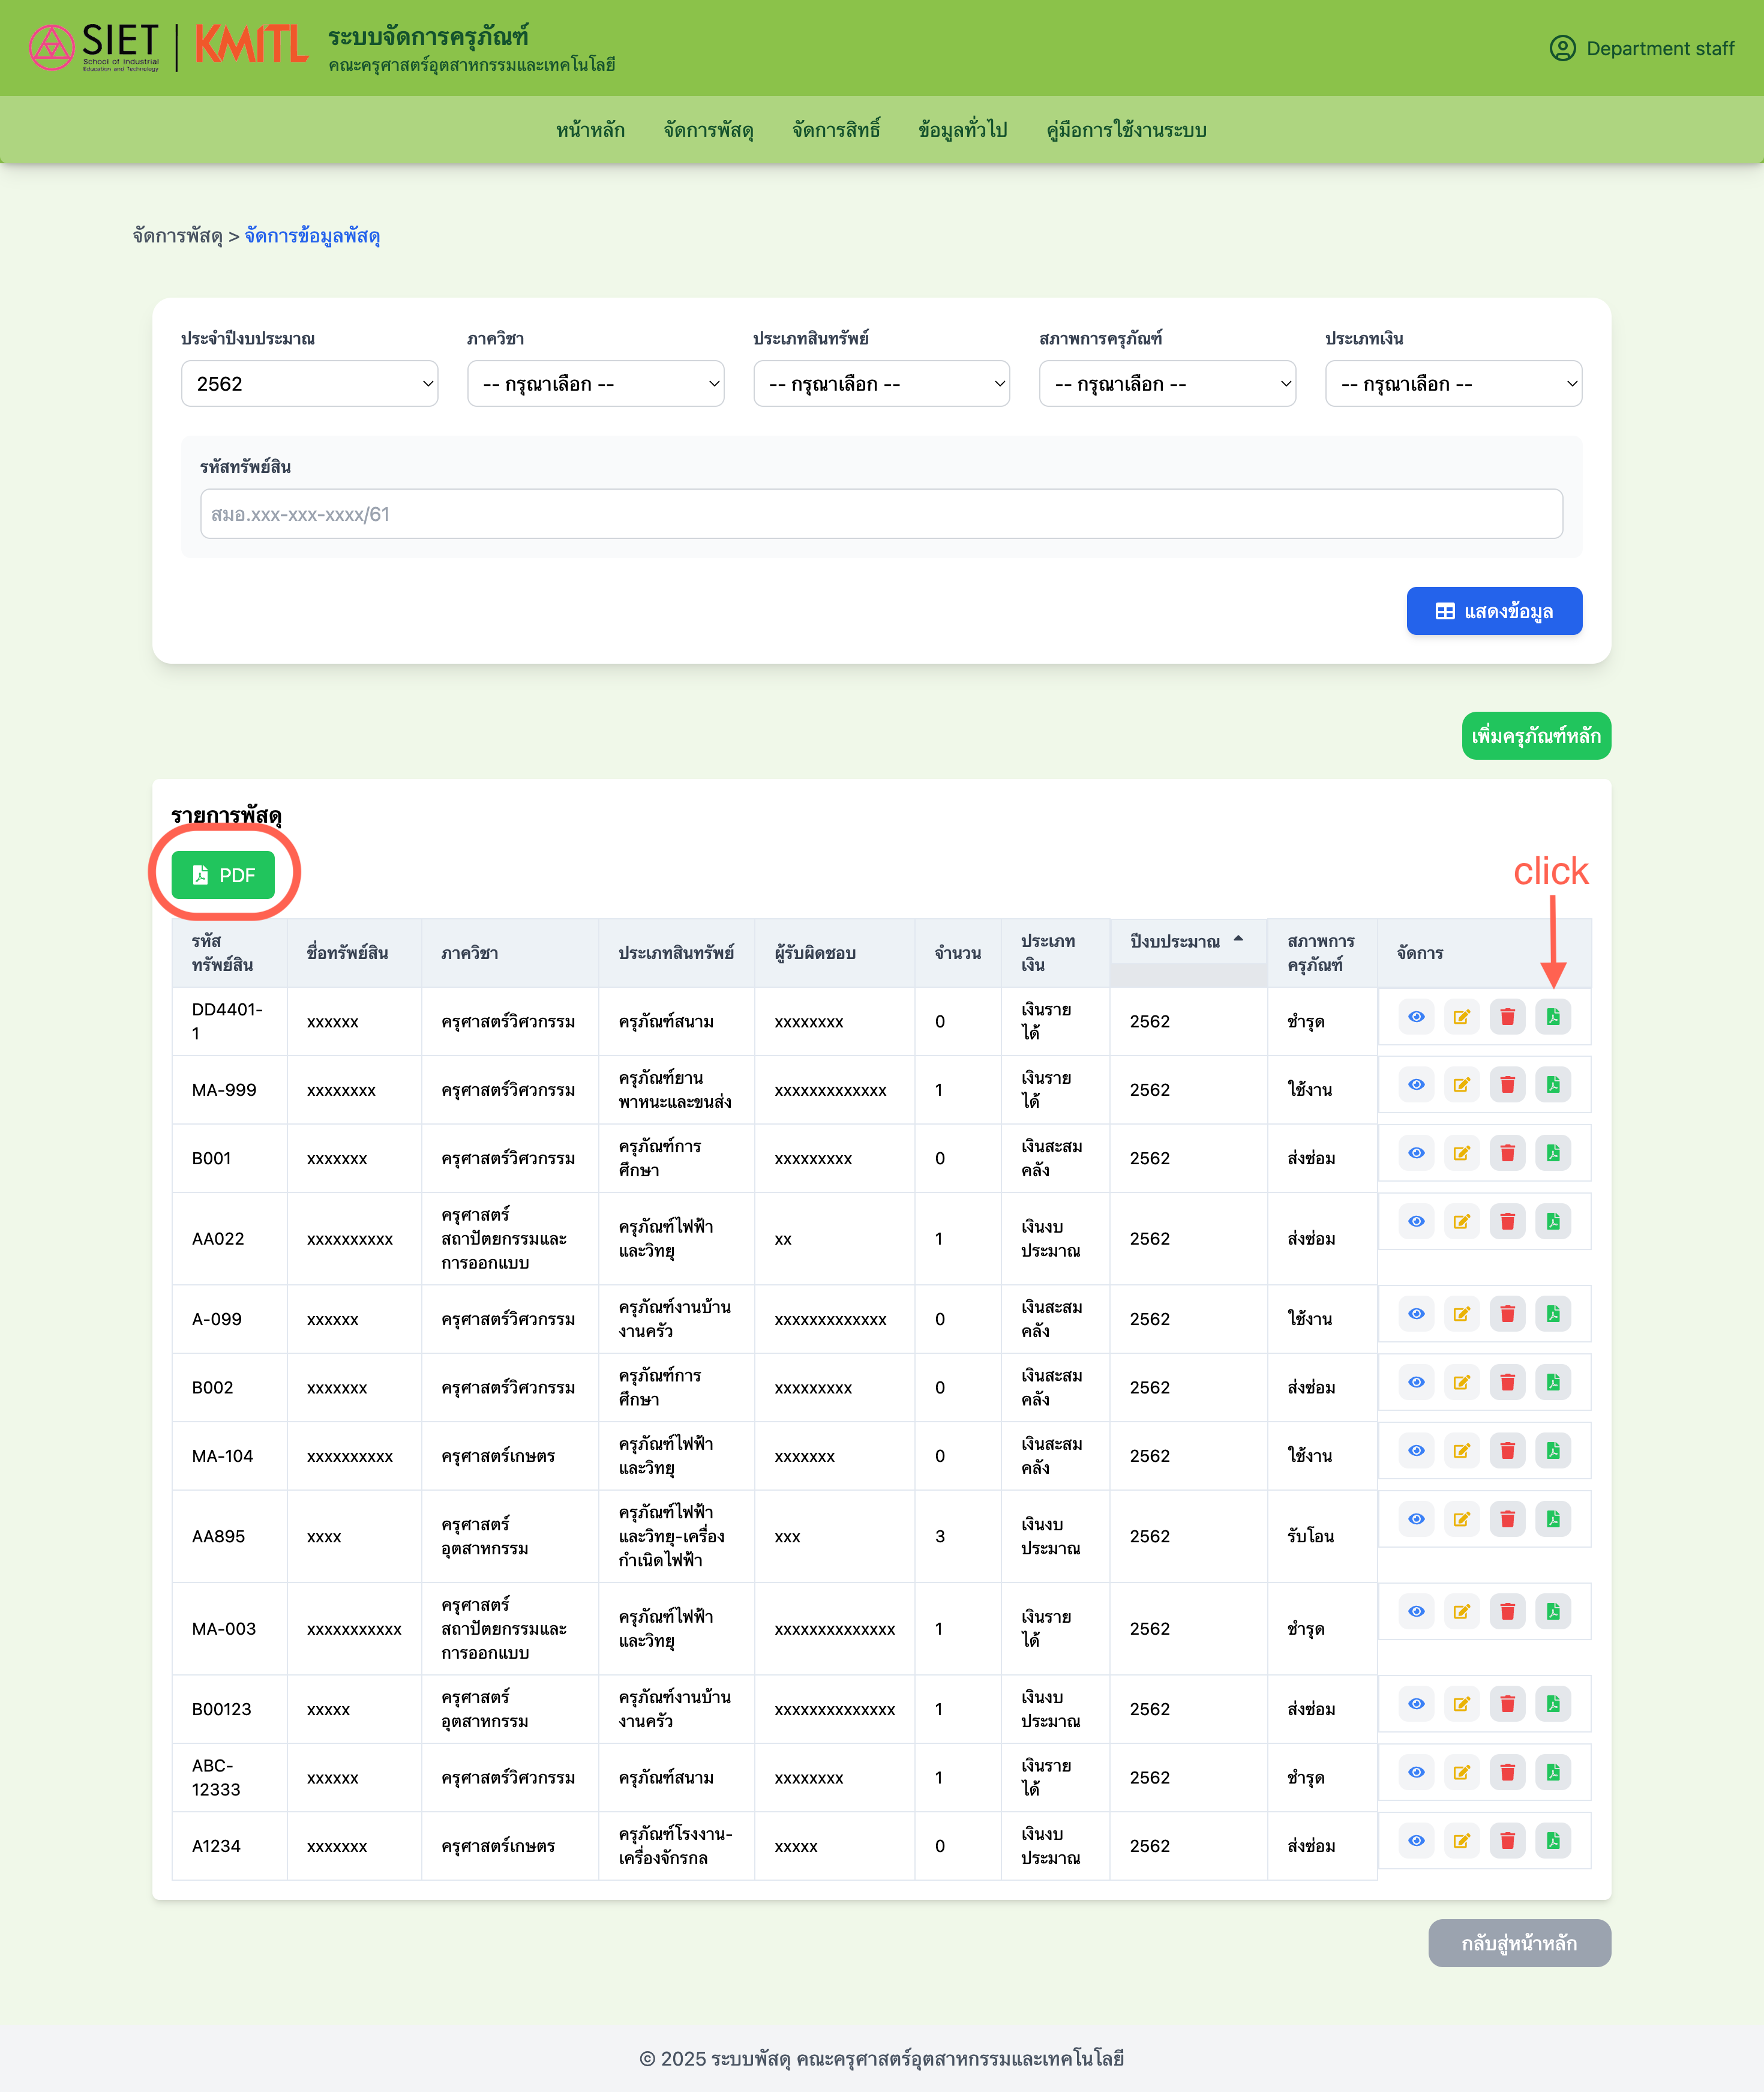 SIET
School of Industrial
Education and Technology
KMITL
ระบบจัดการครุภัณฑ์
คณะครุศาสตร์อุตสาหกรรมและเทคโนโลยี
Department staff
หน้าหลัก จัดการพัสดุ จัดการสิทธิ์ ข้อมูลทั่วไป คู่มือการใช้งานระบบ
จัดการพัสดุ > จัดการข้อมูลพัสดุ
ประจำปีงบประมาณ ภาควิชา ประเภทสินทรัพย์ สภาพการครุภัณฑ์ ประเภทเงิน
2562 -- กรุณาเลือก -- -- กรุณาเลือก -- -- กรุณาเลือก -- -- กรุณาเลือก --
รหัสทรัพย์สิน
สมอ.xxx-xxx-xxxx/61
แสดงข้อมูล
เพิ่มครุภัณฑ์หลัก
รายการพัสดุ
PDF
click
รหัส
ทรัพย์สิน
ชื่อทรัพย์สิน
ภาควิชา
ประเภทสินทรัพย์
ผู้รับผิดชอบ
จำนวน
ประเภท
เงิน
ปีงบประมาณ
สภาพการ
ครุภัณฑ์
จัดการ
DD4401-
1
xxxxxx
ครุศาสตร์วิศวกรรม
ครุภัณฑ์สนาม
xxxxxxxx
0
เงินราย
ได้
2562
ชำรุด
MA-999
xxxxxxxx
ครุศาสตร์วิศวกรรม
ครุภัณฑ์ยาน
พาหนะและขนส่ง
xxxxxxxxxxxxx
1
เงินราย
ได้
2562
ใช้งาน
B001
xxxxxxx
ครุศาสตร์วิศวกรรม
ครุภัณฑ์การ
ศึกษา
xxxxxxxxx
0
เงินสะสม
คลัง
2562
ส่งซ่อม
AA022
xxxxxxxxxx
ครุศาสตร์
สถาปัตยกรรมและ
การออกแบบ
ครุภัณฑ์ไฟฟ้า
และวิทยุ
xx
1
เงินงบ
ประมาณ
2562
ส่งซ่อม
A-099
xxxxxx
ครุศาสตร์วิศวกรรม
ครุภัณฑ์งานบ้าน
งานครัว
xxxxxxxxxxxxx
0
เงินสะสม
คลัง
2562
ใช้งาน
B002
xxxxxxx
ครุศาสตร์วิศวกรรม
ครุภัณฑ์การ
ศึกษา
xxxxxxxxx
0
เงินสะสม
คลัง
2562
ส่งซ่อม
MA-104
xxxxxxxxxx
ครุศาสตร์เกษตร
ครุภัณฑ์ไฟฟ้า
และวิทยุ
xxxxxxx
0
เงินสะสม
คลัง
2562
ใช้งาน
AA895
xxxx
ครุศาสตร์
อุตสาหกรรม
ครุภัณฑ์ไฟฟ้า
และวิทยุ-เครื่อง
กำเนิดไฟฟ้า
xxx
3
เงินงบ
ประมาณ
2562
รับโอน
MA-003
xxxxxxxxxxx
ครุศาสตร์
สถาปัตยกรรมและ
การออกแบบ
ครุภัณฑ์ไฟฟ้า
และวิทยุ
xxxxxxxxxxxxxx
1
เงินราย
ได้
2562
ชำรุด
B00123
xxxxx
ครุศาสตร์
อุตสาหกรรม
ครุภัณฑ์งานบ้าน
งานครัว
xxxxxxxxxxxxxx
1
เงินงบ
ประมาณ
2562
ส่งซ่อม
ABC-
12333
xxxxxx
ครุศาสตร์วิศวกรรม
ครุภัณฑ์สนาม
xxxxxxxx
1
เงินราย
ได้
2562
ชำรุด
A1234
xxxxxxx
ครุศาสตร์เกษตร
ครุภัณฑ์โรงงาน-
เครื่องจักรกล
xxxxx
0
เงินงบ
ประมาณ
2562
ส่งซ่อม
กลับสู่หน้าหลัก
© 2025 ระบบพัสดุ คณะครุศาสตร์อุตสาหกรรมและเทคโนโลยี